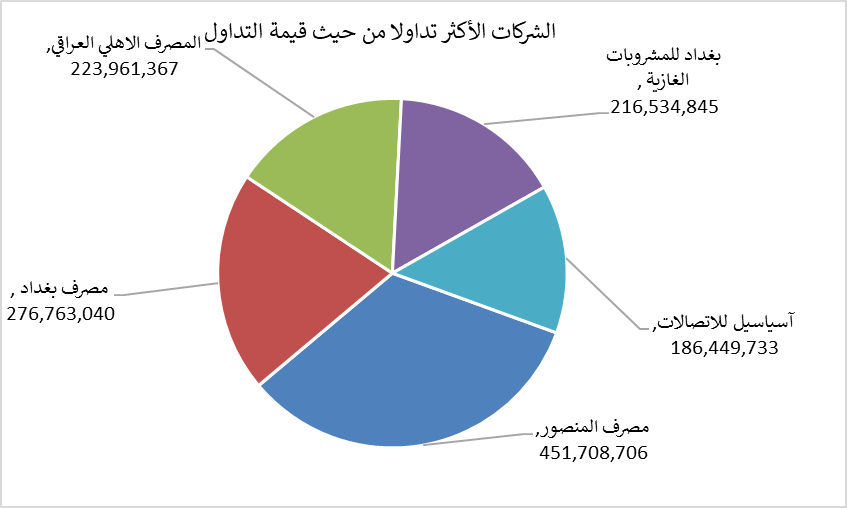 الشركات الأكثر تداولا من حيث قيمة التداول
المصرف الاهلي العراقي,
223,961,367
بغداد للمشروبات
الغازية ,
216,534,845
مصرف بغداد ,
276,763,040
آسياسيل للاتصالات,
186,449,733
مصرف المنصور,
451,708,706